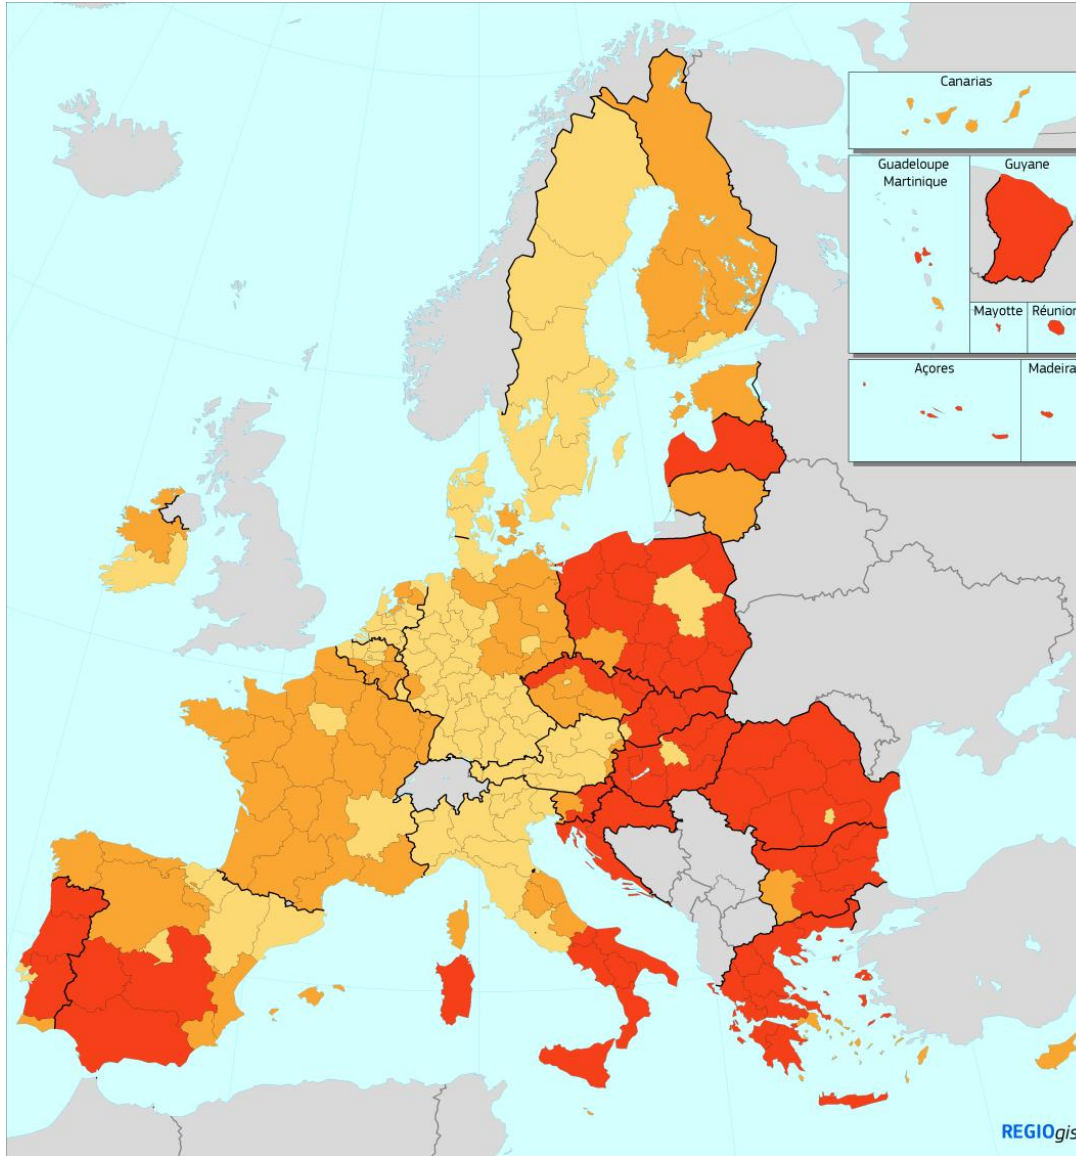 Canarias
Guadeloupe
Martinique
Guyane
Mayotte
Réunion
Açores
Madeira
REGIOgis